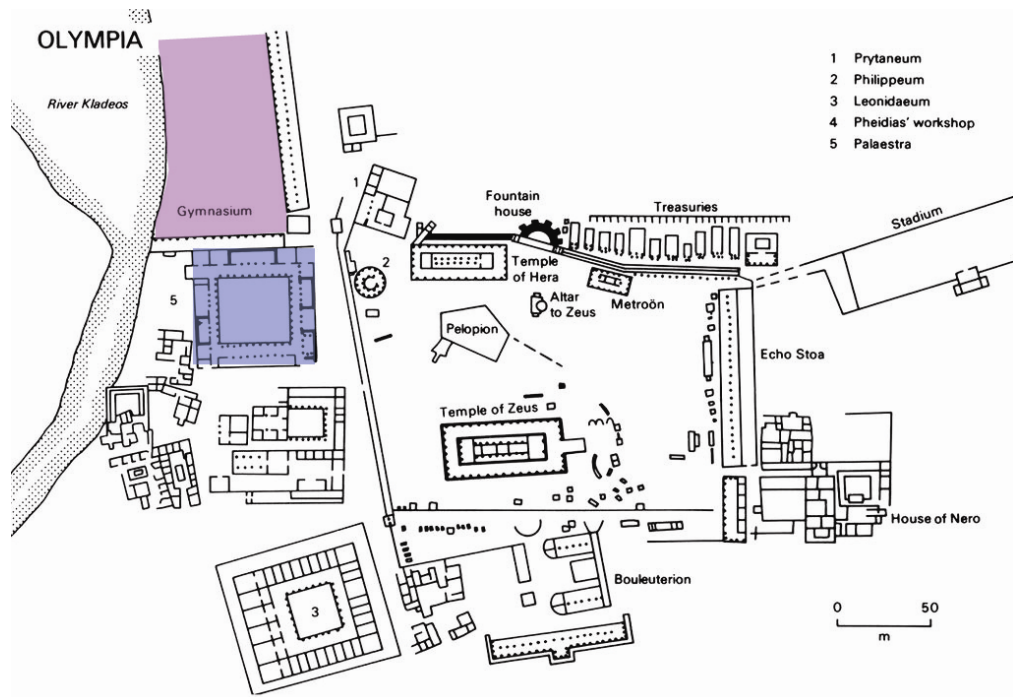 OLYMPIA
River Kladeos
Gymnasium
1 Prytaneum
2 Philippeum
3 Leonidaeum
4 Pheidias' workshop
5 Palaestra
1
Fountain
house
Treasuries
Stadium
2
Temple
of Hera
5
Altar
to Zeus
Metroön
Pelopion
Echo Stoa
Temple of Zeus
House of Nero
Bouleuterion
3
0 50
m